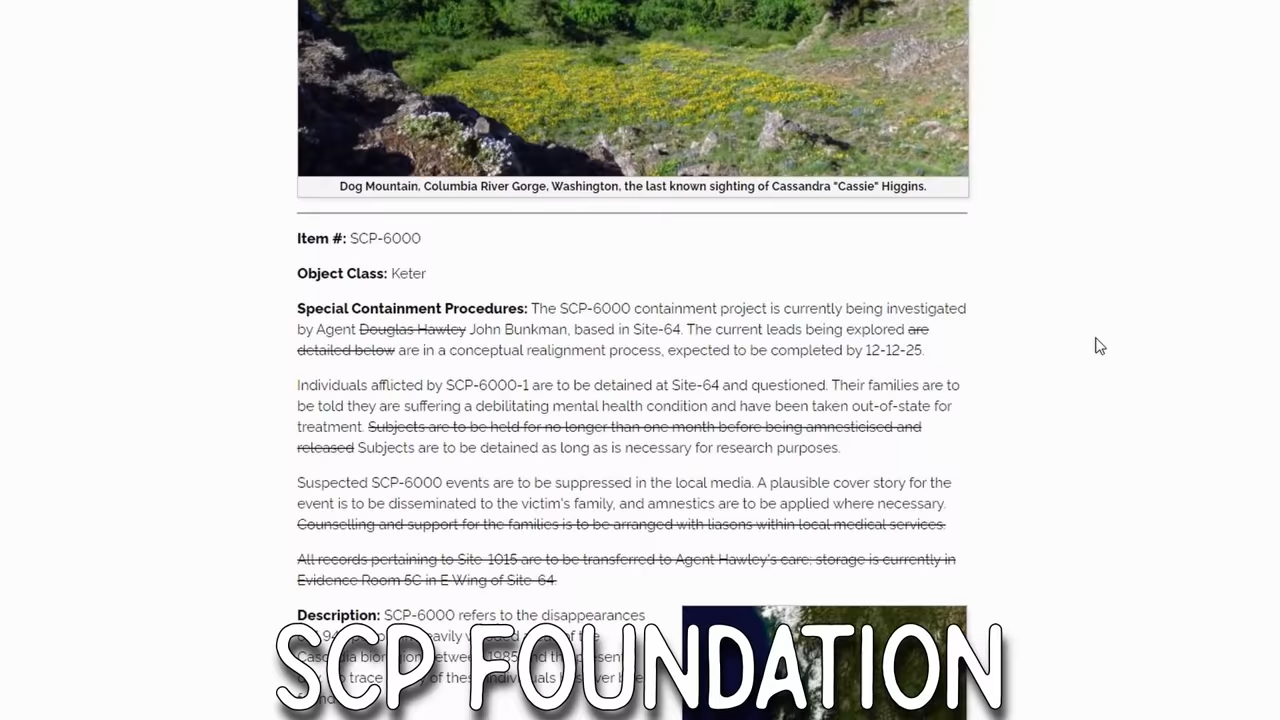 Dog Mountain, Columbia River Gorge, Washington, the last known sighting of Cassandra "Cassie" Higgins.
Item #: SCP-6000
Object Class: Keter
Special Containment Procedures: The SCP-6000 containment project is currently being investigated
by Agent Douglas Hawley John Bunkman, based in Site-64. The current leads being explored are
detailed below are in a conceptual realignment process, expected to be completed by 12-12-25.
Individuals afflicted by SCP-6000-1 are to be detained at Site-64 and questioned. Their families are to
be told they are suffering a debilitating mental health condition and have been taken out-of-state for
treatment. Subjects are to be held for no longer than one month before being amnesticised and
released Subjects are to be detained as long as is necessary for research purposes.
Suspected SCP-6000 events are to be suppressed in the local media. A plausible cover story for the
event is to be disseminated to the victim's family, and amnestics are to be applied where necessary.
Counselling and support for the families is to be arranged with liasons within local medical services.
All records pertaining to Site-1015 are to be transferred to Agent Hawley's care; storage is currently in
Evidence Room 5C in E Wing of Site-64.
Description: SCP-6000 refers to the disappearances
the
between 1985 and the present
trace of these individuals
SCP FOUNDATION